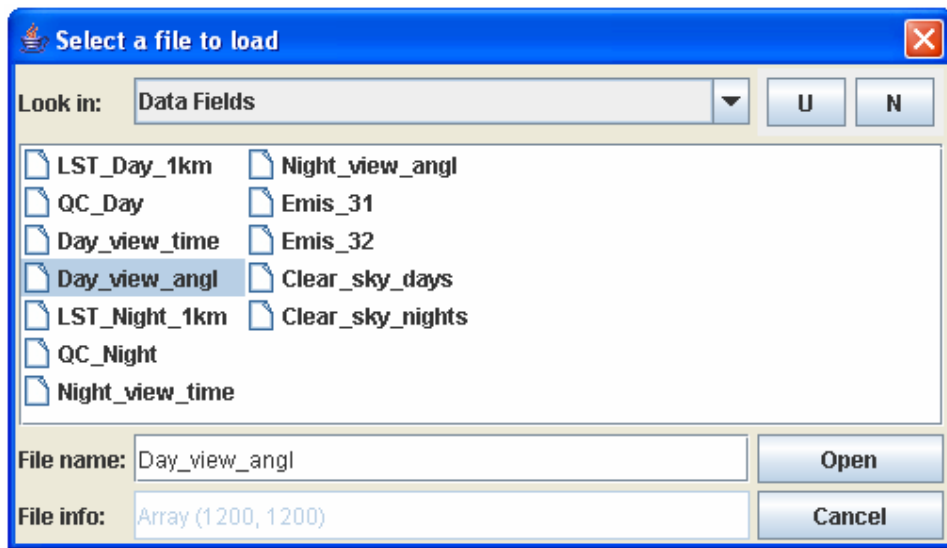 Select a file to load
Look in: Data Fields U N
LST_Day_1km Night_view_angl
QC_Day Emis_31
Day_view_time Emis_32
Day_view_angl Clear_sky_days
LST_Night_1km Clear_sky_nights
QC_Night
Night_view_time
File name: Day_view_angl Open
File info: Array (1200, 1200) Cancel